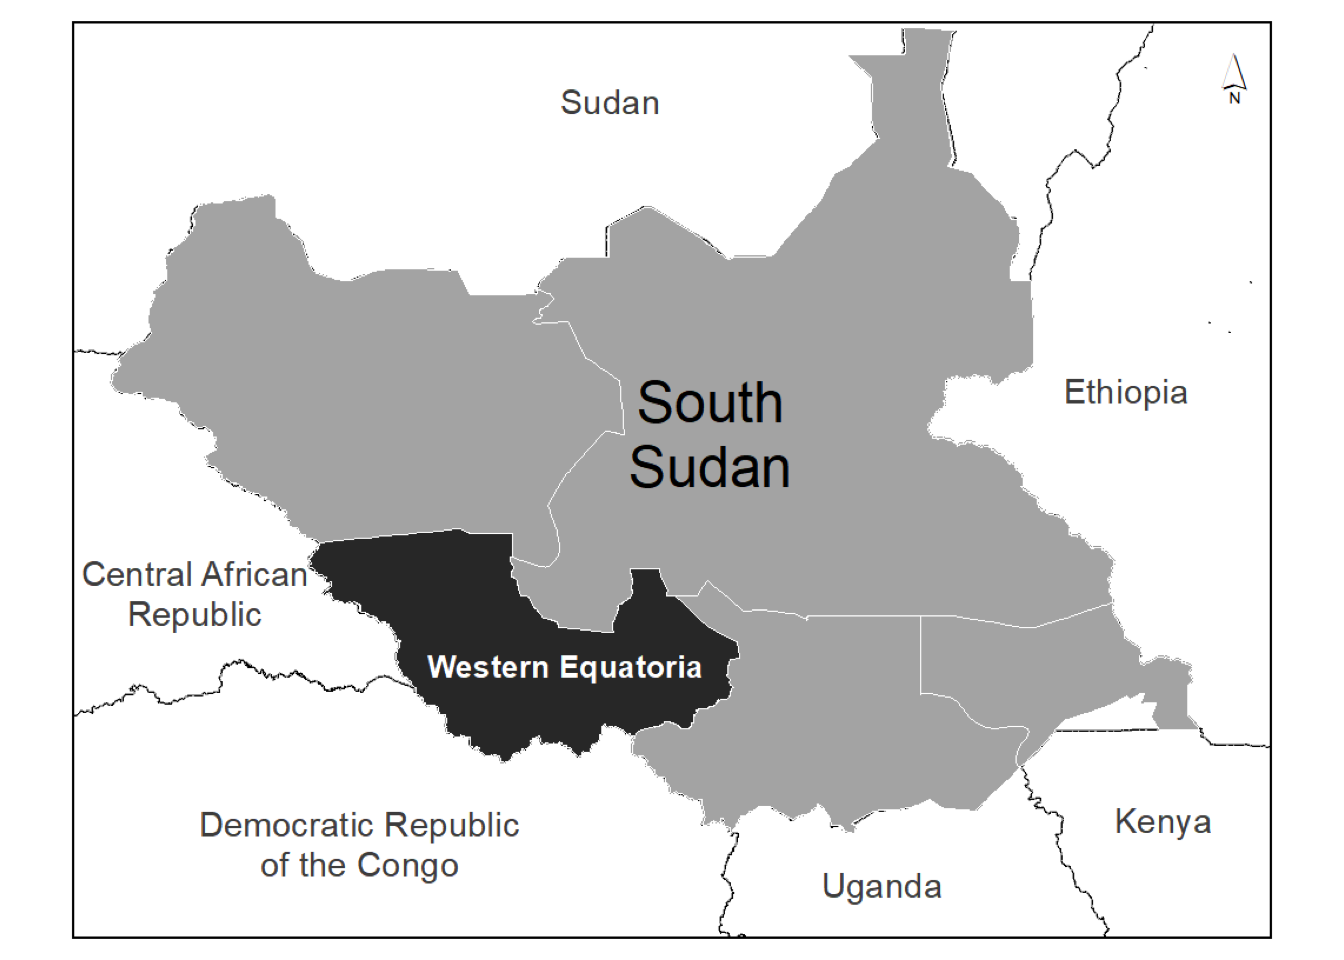 Sudan
N
South
Sudan
Ethiopia
Central African
Republic
Western Equatoria
Democratic Republic
of the Congo
Kenya
Uganda